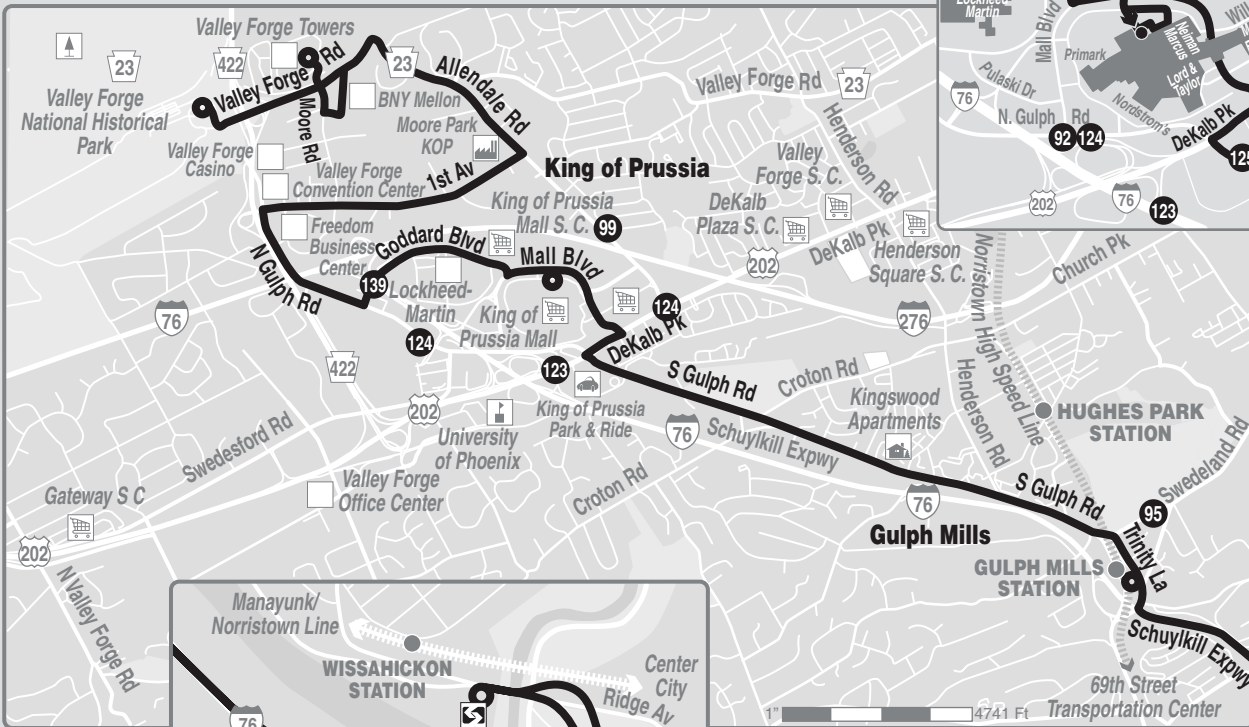 Valley Forge Towers
23
422
Valley Forge Rd
23
Allendale Rd
Valley Forge
National Historical
Park
Moore Rd
BNY Mellon
Moore Park
KOP
Valley Forge
Casino
Valley Forge
Convention Center
1st Av
King of Prussia
Valley Forge Rd
23
Henderson Rd
Valley
Forge S. C.
DeKalb
Plaza S. C.
DeKalb Pk
202
Henderson
Square S. C.
King of Prussia
Mall S. C.
99
Freedom
Business
Center
Goddard Blvd
Mall Blvd
N Gulph Rd
139
Lockheed-
Martin
King of
Prussia Mall
124
DeKalb Pk
76
124
422
123
King of Prussia
Park & Ride
202
University
of Phoenix
S Gulph Rd
Croton Rd
276
Kingswood
Apartments
Henderson Rd
76
Schuylkill Expwy
Swedesford Rd
Valley Forge
Office Center
Croton Rd
Gateway S C
202
N Valley Forge Rd
76
Gulph Mills
S Gulph Rd
Norristown High Speed Line
Church Pk
HUGHES PARK
STATION
Swedeland Rd
95
Trinity La
GULPH MILLS
STATION
Schuylkill Expwy
69th Street
Transportation Center
1"
4741 Ft
Lockheed
Martin
Mall Blvd
Primark
Neiman
Marcus
Lord &
Taylor
Nordstrom's
Pulaski Dr
76
N. Gulph Rd
92
124
DeKalb Pk
125
202
76
123
Manayunk/
Norristown Line
WISSAHICKON
STATION
Center
City
Ridge Av
76